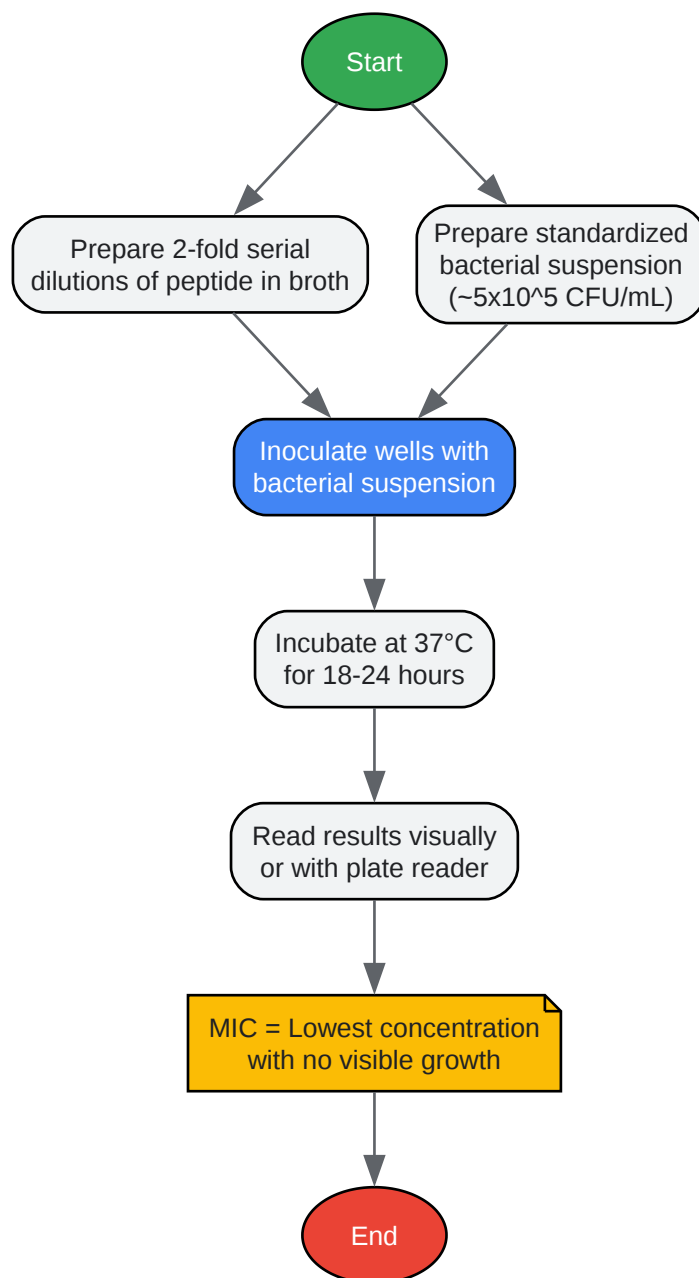 Start
Prepare 2-fold serial
dilutions of peptide in broth
Prepare standardized
bacterial suspension
(~5x10^5 CFU/mL)
Inoculate wells with
bacterial suspension
Incubate at 37°C
for 18-24 hours
Read results visually
or with plate reader
MIC = Lowest concentration
with no visible growth
End